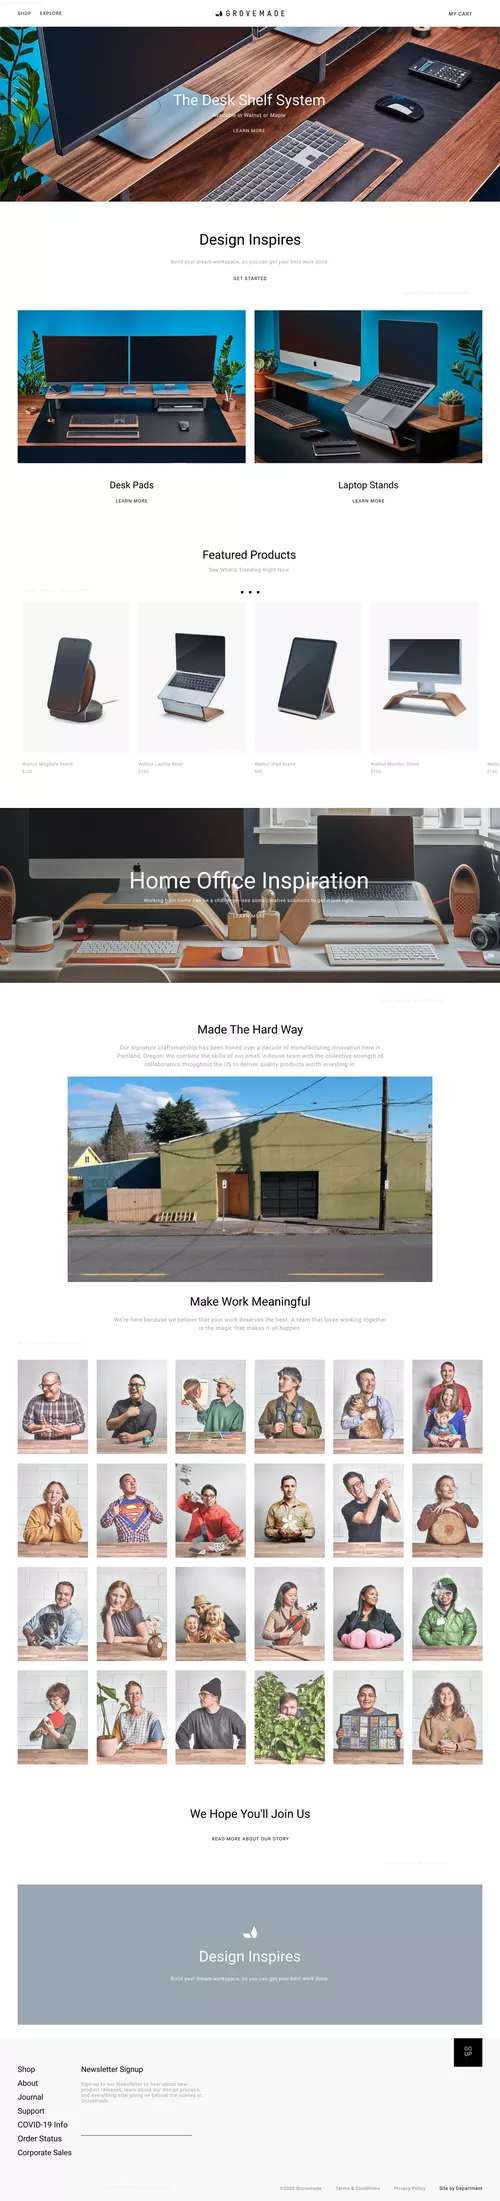 SHOP EXPLORE GROVEMADE MY CART
The Desk Shelf System
Available in Walnut or Maple
LEARN MORE
Design Inspires
Build your dream workspace, so you can get your best work done
GET STARTED
Desk Pads
LEARN MORE
Laptop Stands
LEARN MORE
Featured Products
See What's Trending Right Now
Walnut MagSafe Stand
$120
Walnut Laptop Riser
$150
Walnut iPad Stand
$80
Walnut Monitor Stand
$150
$130
Home Office Inspiration
Working from home can be a challenge—see some creative solutions to get it just right
LEARN MORE
Made The Hard Way
Our signature craftsmanship has been honed over a decade of manufacturing innovation here in
Portland, Oregon. We combine the skills of our small in-house team with the collective strength of
collaborators throughout the US to deliver quality products worth investing in.
Make Work Meaningful
We're here because we believe that your work deserves the best. A team that loves working together
is the magic that makes it all happen.
We Hope You'll Join Us
READ MORE ABOUT OUR STORY
Design Inspires
Build your dream workspace, so you can get your best work done
GO
UP
Shop
About
Journal
Support
COVID-19 Info
Order Status
Corporate Sales
Newsletter Signup
Sign up to our Newsletter to hear about new
product releases, learn about our design process,
and everything else going on behind the scenes at
Grovemade.
©2020 Grovemade Terms & Conditions Privacy Policy Site by Department